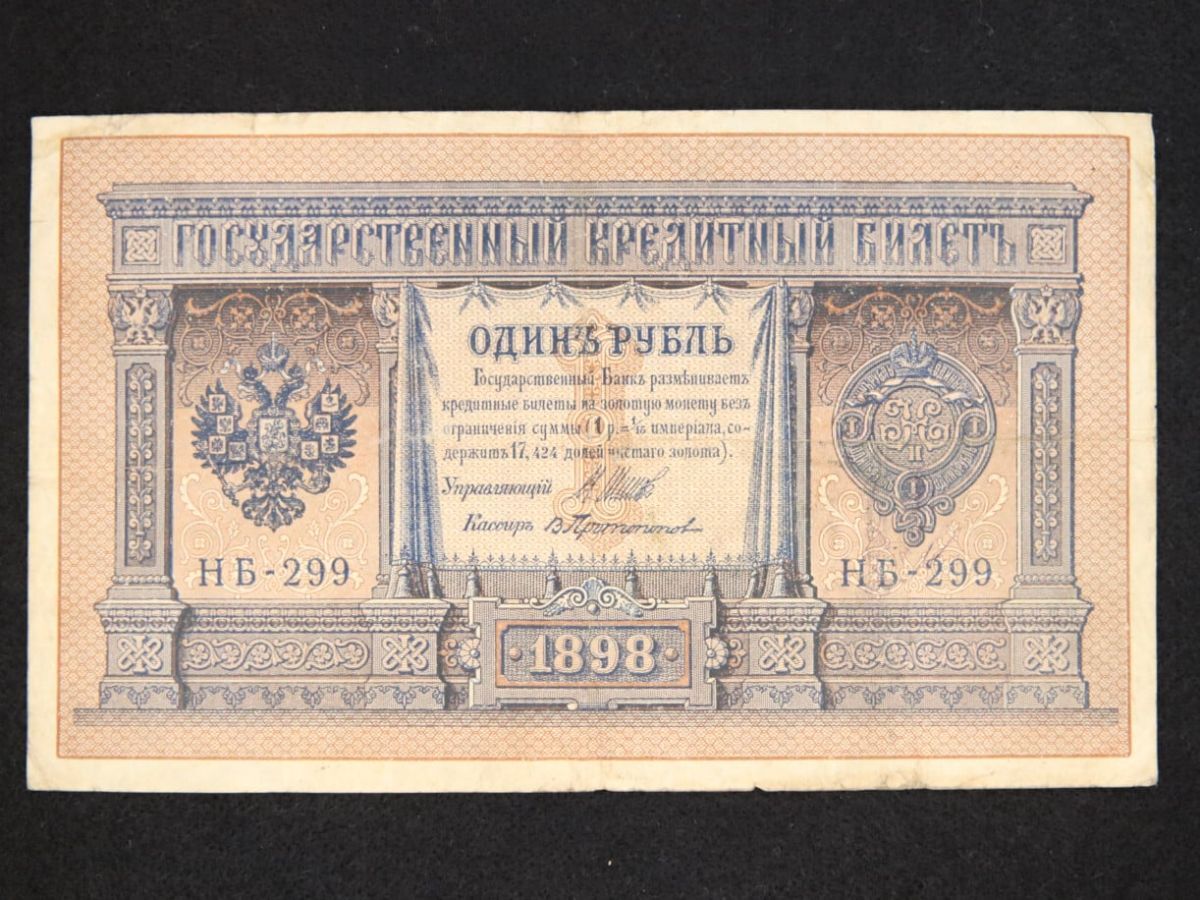 ГОСУДАРСТВЕННЫЙ КРЕДИТНЫЙ БИЛЕТЪ
ОДИНЪ РУБЛЬ
Государственный Банкъ размѣниваетъ
кредитные билеты на золотую монету безъ
ограниченія суммы (1 р. = 1/15 имперіала, со-
держитъ 17,424 долей чистаго золота).
Управляющій
Кассиръ
НБ-299
НБ-299
1898